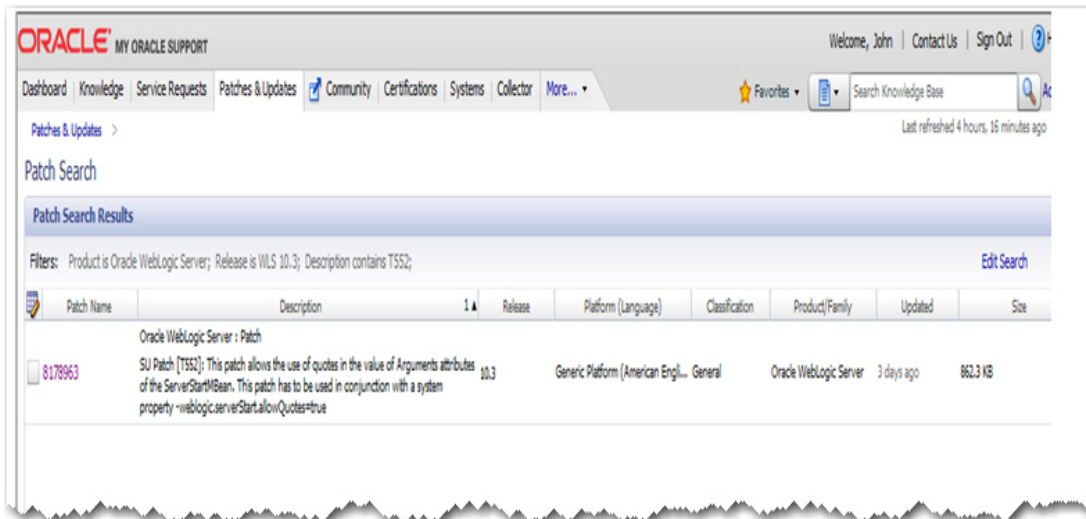 ORACLE MY ORACLE SUPPORT
Welcome, John | Contact Us | Sign Out |
Dashboard | Knowledge | Service Requests | Patches & Updates | Community | Certifications | Systems | Collector | More...
Favorites
Search Knowledge Base
Patches & Updates >
Last refreshed 4 hours, 16 minutes ago
Patch Search
Patch Search Results
Filters: Product is Oracle WebLogic Server; Release is WLS 10.3; Description contains T552;
Edit Search
Patch Name Description 1 Release Platform (Language) Classification Product/Family Updated Size
Oracle WebLogic Server : Patch
8178963 SU Patch [T552]: This patch allows the use of quotes in the value of Arguments attributes 10.3 Generic Platform (American Engl... General Oracle WebLogic Server 3 days ago 862.3 KB
of the ServerStartMBean. This patch has to be used in conjunction with a system
property -weblogic.serverStart.allowQuotes=true